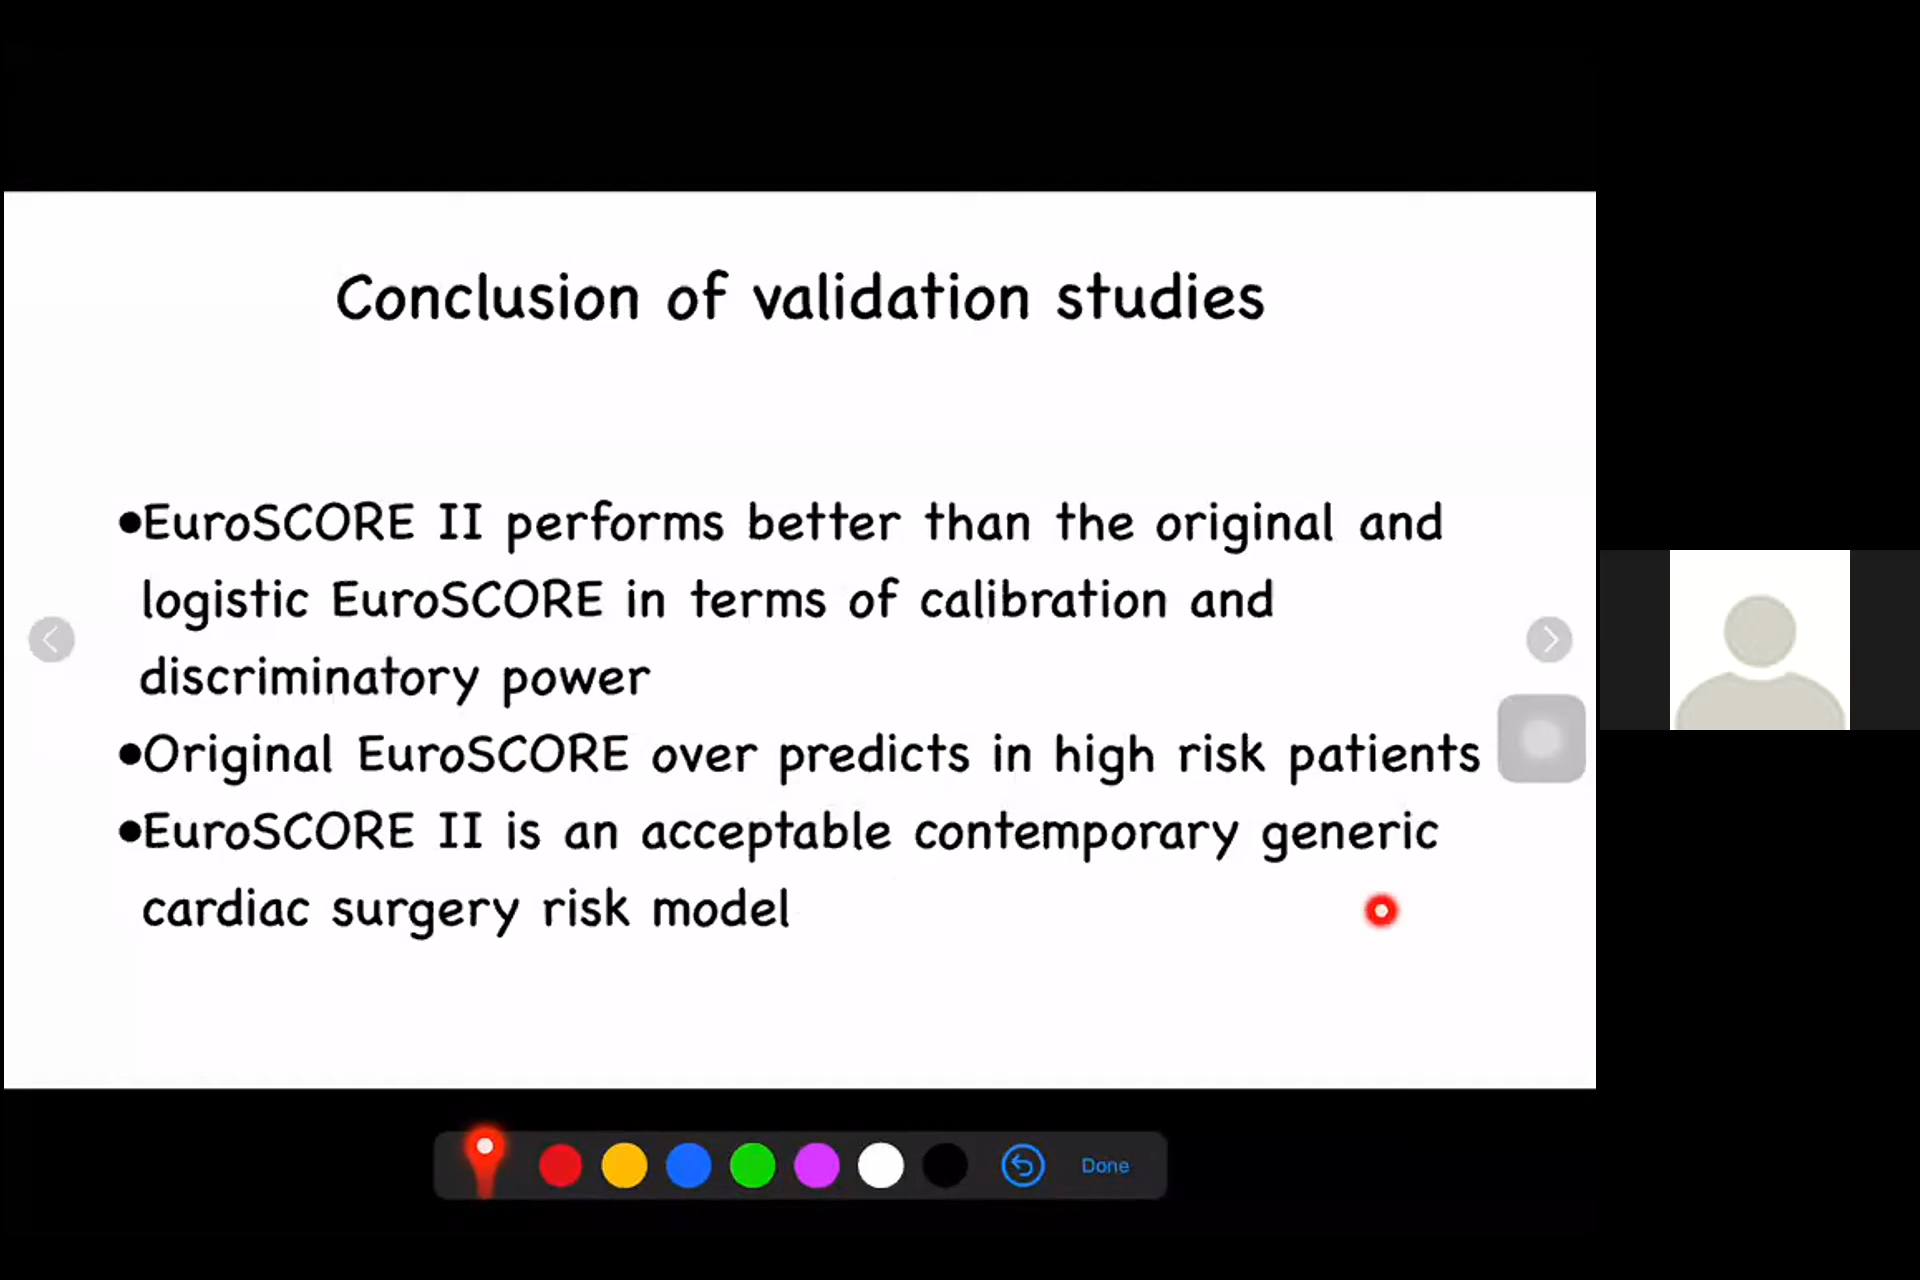 Conclusion of validation studies
•EuroSCORE II performs better than the original and
logistic EuroSCORE in terms of calibration and
discriminatory power
•Original EuroSCORE over predicts in high risk patients
•EuroSCORE II is an acceptable contemporary generic
cardiac surgery risk model
Done